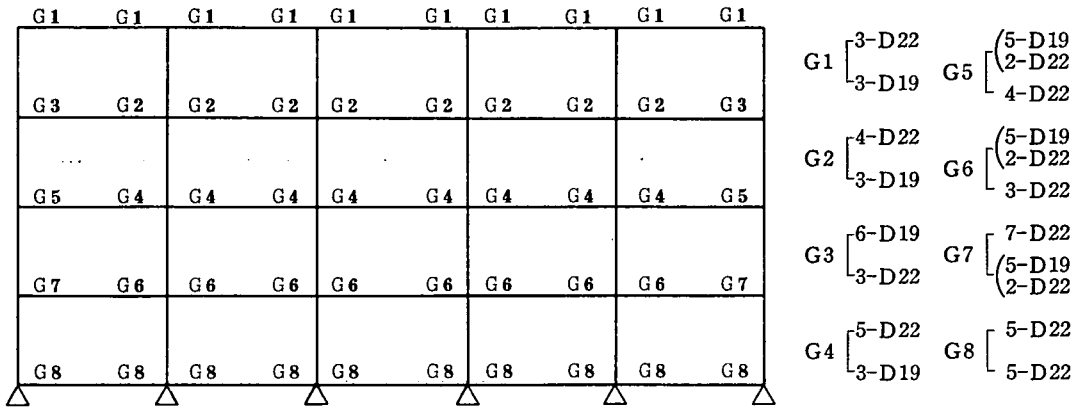 G1 G1 G1 G1 G1 G1 G1 G1 G1 G1
G3 G2 G2 G2 G2 G2 G2 G2 G2 G3
G5 G4 G4 G4 G4 G4 G4 G4 G4 G5
G7 G6 G6 G6 G6 G6 G6 G6 G6 G7
G8 G8 G8 G8 G8 G8 G8 G8 G8 G8
G1 3-D22
3-D19
G2 4-D22
3-D19
G3 6-D19
3-D22
G4 5-D22
3-D19
G5 (5-D19
2-D22
4-D22
G6 (5-D19
2-D22
3-D22
G7 7-D22
(5-D19
2-D22
G8 5-D22
5-D22